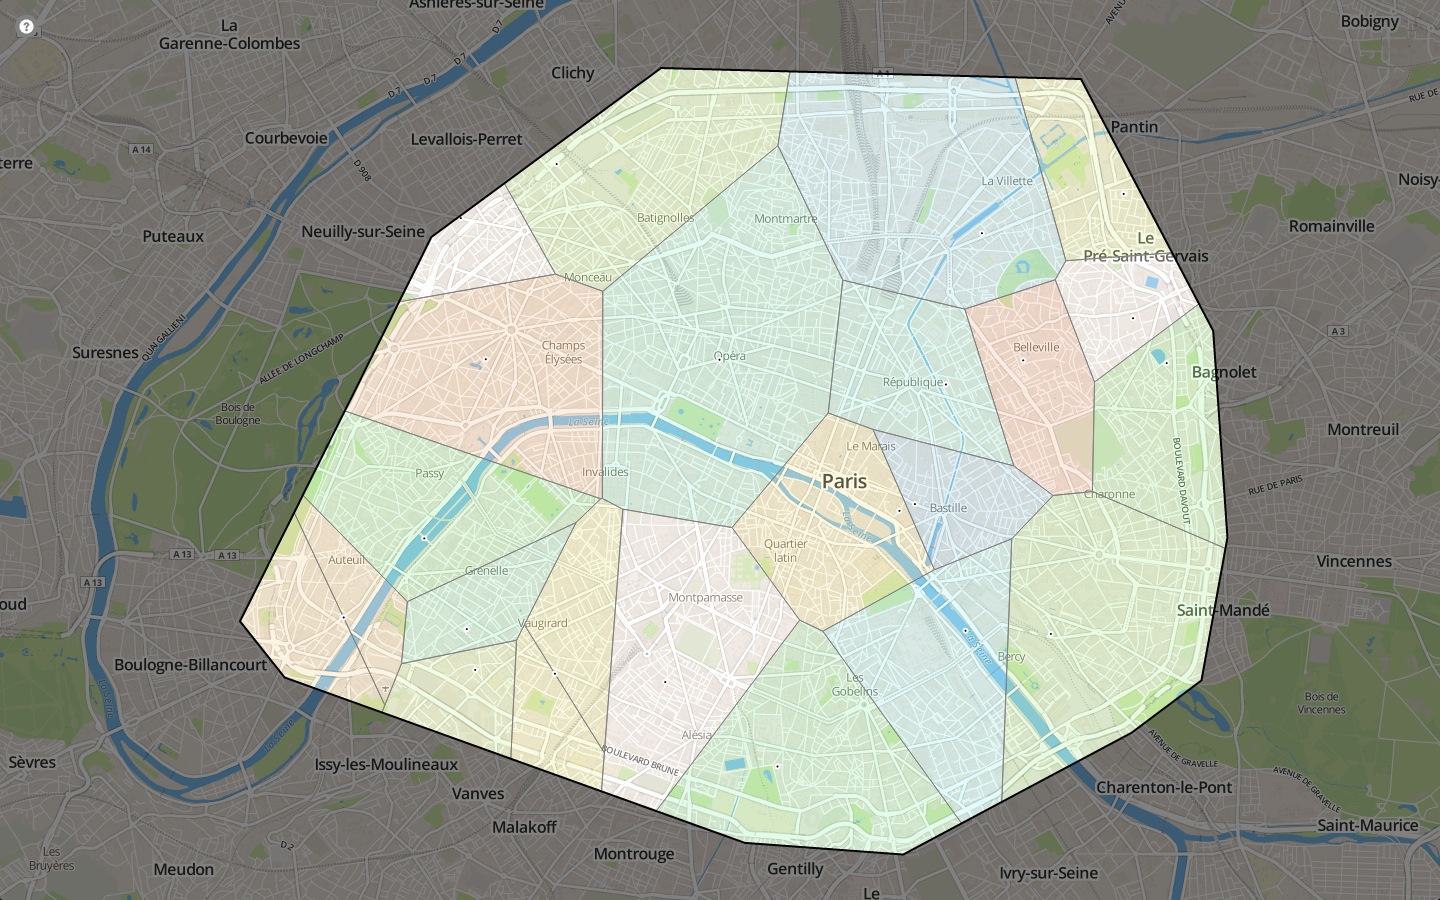 Asnières-sur-Seine
La
Garenne-Colombes
?
D 7
D 7
D 7
D 7
Clichy
A 1
AVENUE
Bobigny
RUE DE
Courbevoie
Levallois-Perret
Pantin
A 14
D 908
terre
La Villette
Noisy-
Batignolles
Montmartre
Romainville
Puteaux
Neuilly-sur-Seine
Le
Pré-Saint-Gervais
Monceau
QUAI GALLIENI
A 3
Suresnes
ALLÉE DE LONGCHAMP
Champs
Élysées
Opéra
Belleville
Bagnolet
République
Bois de
Boulogne
La Seine
Montreuil
Le Marais
BOULEVARD DAVOUT
Passy
Invalides
Paris
RUE DE PARIS
Charonne
Bastille
La Seine
Quartier
latin
A 13
A 13
A 13
Auteuil
Grenelle
Vincennes
oud
Montparnasse
Saint-Mandé
Vaugirard
La Seine
Bercy
Boulogne-Billancourt
La Seine
Les
Gobelins
Bois de
Vincennes
La Seine
Alésia
BOULEVARD BRUNE
AVENUE DE GRAVELLE
Sèvres
Issy-les-Moulineaux
AVENUE DE GRAVELLE
Vanves
Charenton-le-Pont
Malakoff
Saint-Maurice
D 2
Les
Bruyères
Montrouge
Meudon
Gentilly
Ivry-sur-Seine
Le